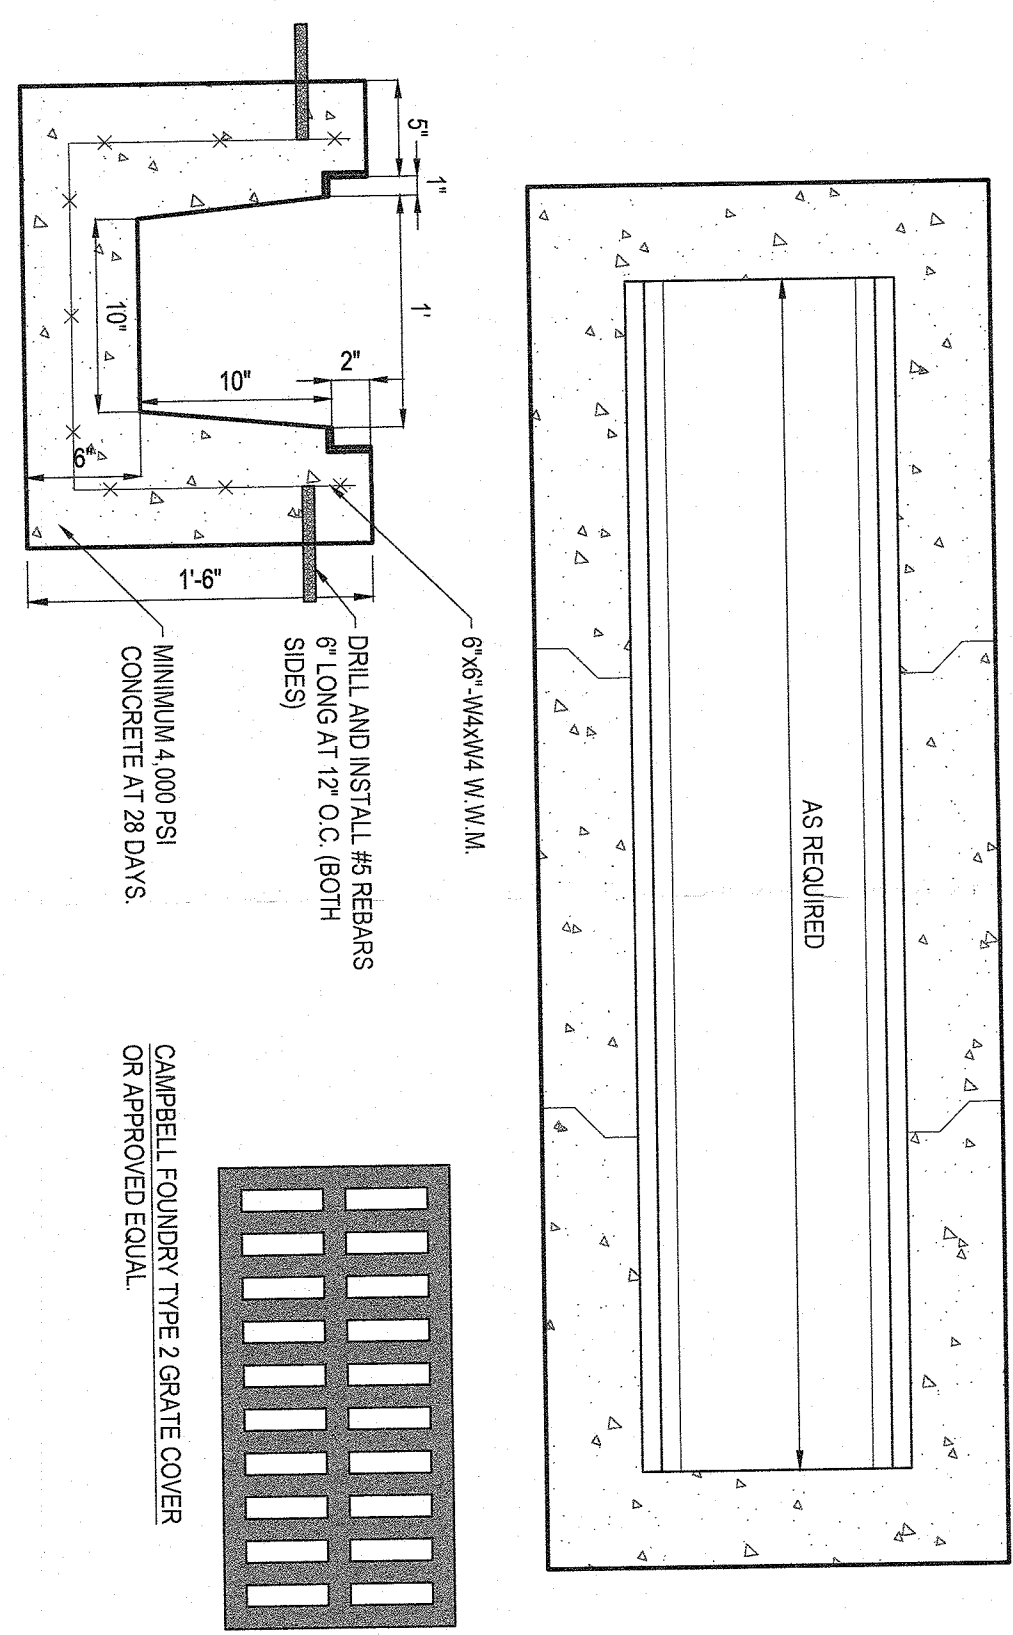 AS REQUIRED
5"
1"
1'
2"
10"
10"
6"
1'-6"
6"x6"-W4xW4 W.W.M.
DRILL AND INSTALL #5 REBARS
6" LONG AT 12" O.C. (BOTH
SIDES)
MINIMUM 4,000 PSI
CONCRETE AT 28 DAYS.
CAMPBELL FOUNDRY TYPE 2 GRATE COVER
OR APPROVED EQUAL.